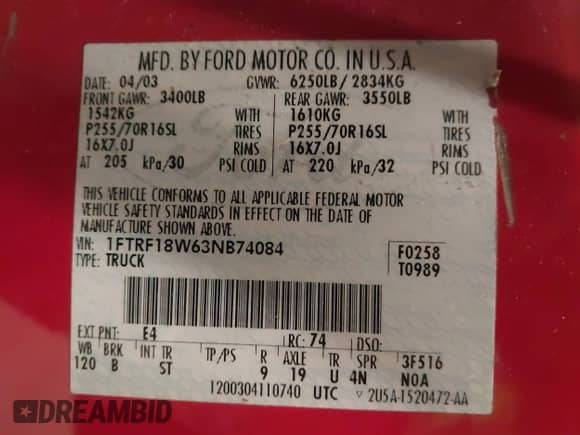 MFD. BY FORD MOTOR CO. IN U.S.A.
DATE: 04/03 GVWR: 6250LB/ 2834KG
FRONT GAWR: 3400LB REAR GAWR: 3550LB
1542KG WITH 1610KG WITH
P255/70R16SL TIRES P255/70R16SL TIRES
16X7.0J RIMS 16X7.0J RIMS
AT 205 kPa/30 PSI COLD AT 220 kPa/32 PSI COLD
THIS VEHICLE CONFORMS TO ALL APPLICABLE FEDERAL MOTOR
VEHICLE SAFETY STANDARDS IN EFFECT ON THE DATE OF
MANUFACTURE SHOWN ABOVE.
VIN: 1FTRF18W63NB74084 F0258
TYPE: TRUCK T0989
EXT PNT: E4 RC: 74 DSO:
WB BRK INT TR TP/PS R AXLE TR SPR 3F516
120 B ST 9 19 U 4N N0A
1200304110740 UTC ▽ 2U5A-1520472-AA
DREAMBID